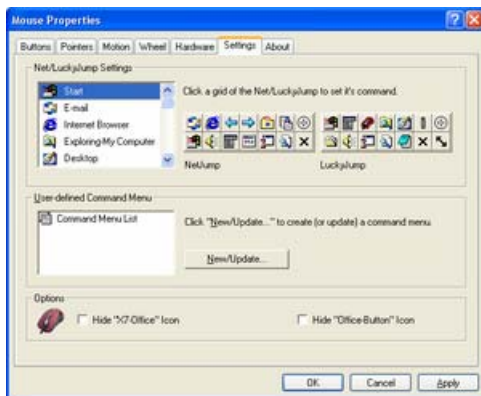 Mouse Properties
Buttons Pointers Motion Wheel Hardware Settings About
Net/LuckyJump Settings
Start
E-mail
Internet Browser
Exploring-My Computer
Desktop
Click a grid of the Net/LuckyJump to set it's command.
NetJump LuckyJump
User-defined Command Menu
Command Menu List
Click "New/Update..." to create (or update) a command menu
New/Update...
Options
Hide "X7-Office" Icon
Hide "Office-Button" Icon
OK Cancel Apply